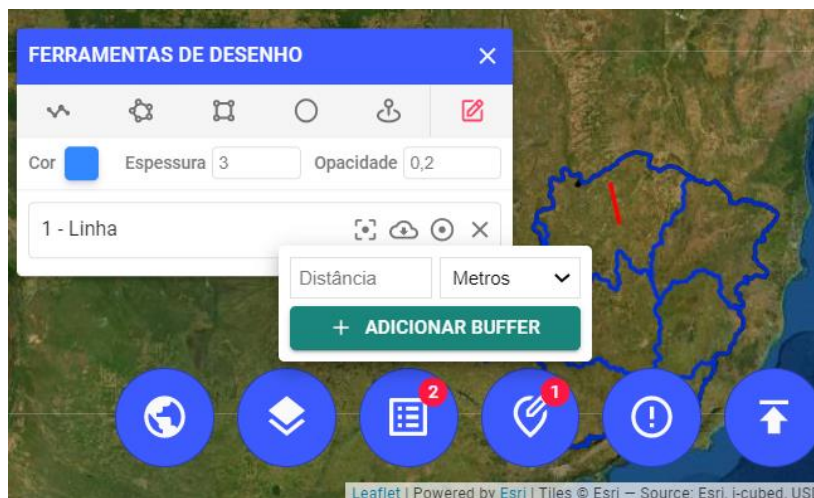 FERRAMENTAS DE DESENHO
Cor Espessura 3 Opacidade 0,2
1 - Linha
Distância Metros
+ ADICIONAR BUFFER
2 1
Leaflet | Powered by Esri | Tiles © Esri — Source: Esri, i-cubed, USD